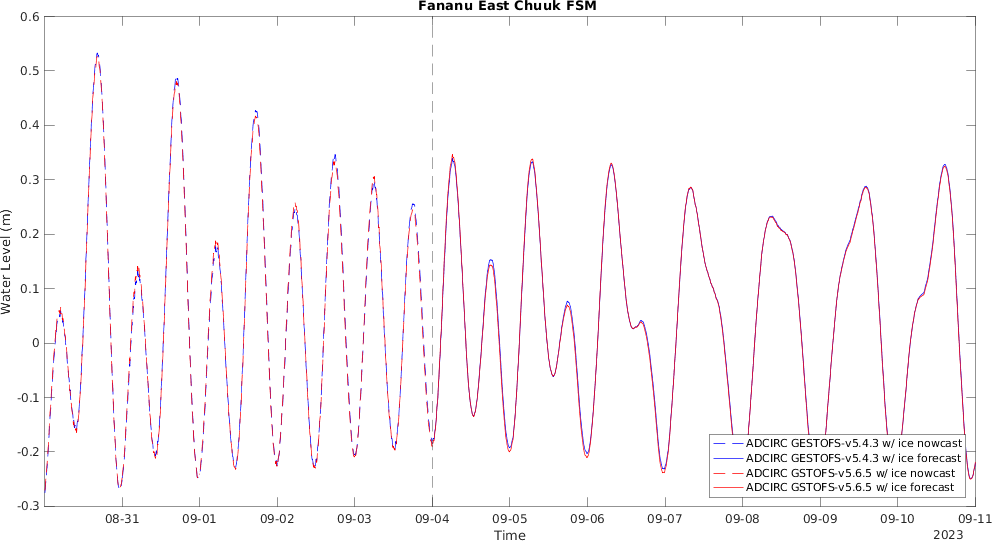 Fananu East Chuuk FSM
Water Level (m)
0.6
0.5
0.4
0.3
0.2
0.1
0
-0.1
-0.2
-0.3
ADCIRC GESTOFS-v5.4.3 w/ ice nowcast
ADCIRC GESTOFS-v5.4.3 w/ ice forecast
ADCIRC GSTOFS-v5.6.5 w/ ice nowcast
ADCIRC GSTOFS-v5.6.5 w/ ice forecast
08-31 09-01 09-02 09-03 09-04 09-05 09-06 09-07 09-08 09-09 09-10 09-11
Time
2023